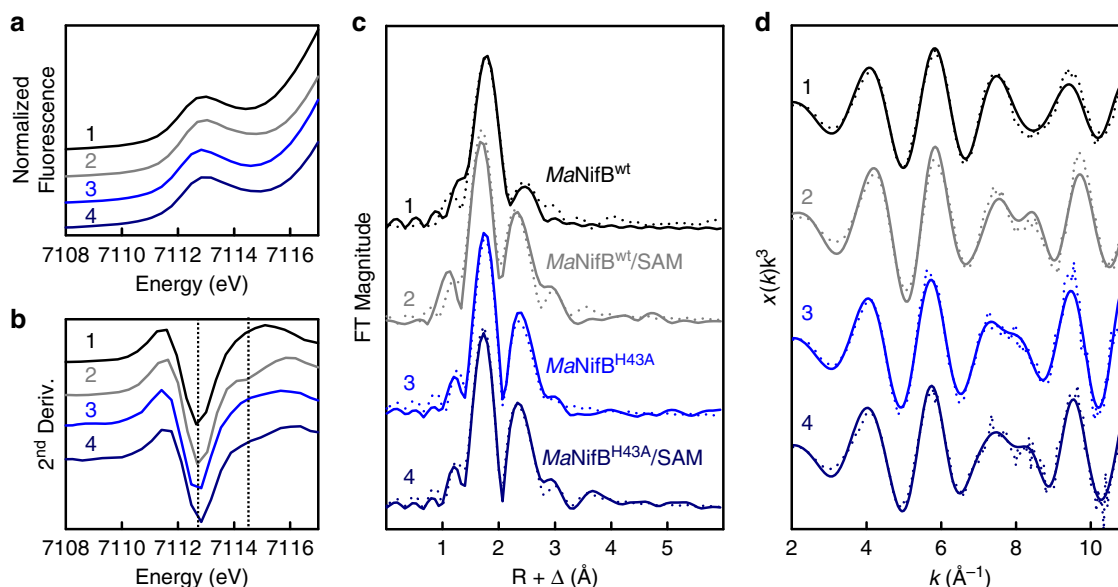 a
Normalized
Fluorescence
1
2
3
4
7108 7110 7112 7114 7116
Energy (eV)
b
2nd Deriv.
1
2
3
4
7108 7110 7112 7114 7116
Energy (eV)
c
FT Magnitude
1
MaNifBwt
2
MaNifBwt/SAM
3
MaNifBH43A
4
MaNifBH43A/SAM
1 2 3 4 5
R + Δ (Å)
d
x(k)k3
1
2
3
4
2 4 6 8 10
k (Å−1)